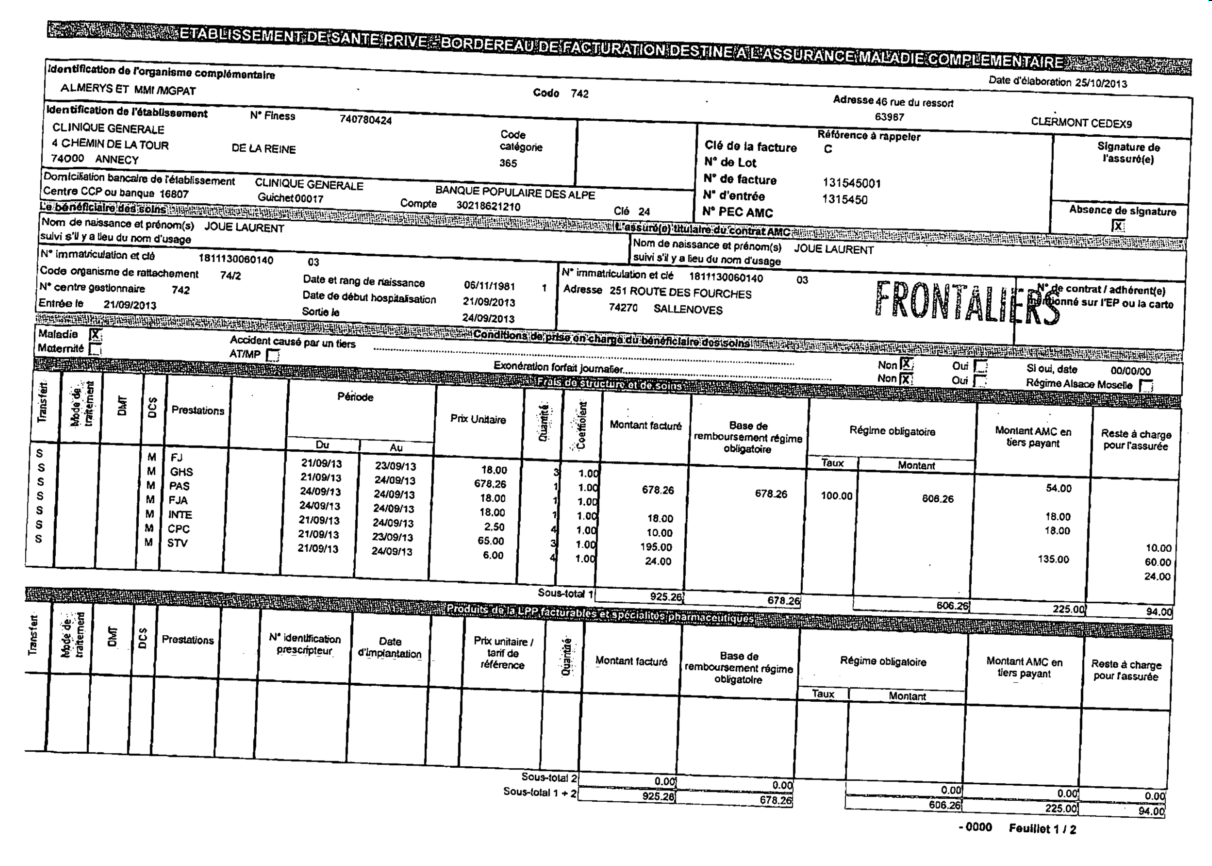 ETABLISSEMENT DE SANTE PRIVE - BORDEREAU DE FACTURATION DESTINE A L'ASSURANCE MALADIE COMPLEMENTAIRE
Date d'élaboration 25/10/2013
Identification de l'organisme complémentaire
ALMERYS ET MMI /MGPAT Code 742 Adresse 46 rue du ressort
63967 CLERMONT CEDEX9
Identification de l'établissement N° Finess 740780424
CLINIQUE GENERALE
4 CHEMIN DE LA TOUR DE LA REINE
74000 ANNECY
Code catégorie
365
Référence à rappeler
Clé de la facture C
N° de Lot
N° de facture 131545001
N° d'entrée 1315450
N° PEC AMC
Signature de l'assuré(e)
Absence de signature
X
Domiciliation bancaire de l'établissement CLINIQUE GENERALE BANQUE POPULAIRE DES ALPE
Centre CCP ou banque 16807 Guichet 00017 Compte 30218621210 Clé 24
Le bénéficiaire des soins
L'assuré(e) titulaire du contrat AMC
Nom de naissance et prénom(s) JOUE LAURENT
suivi s'il y a lieu du nom d'usage
Nom de naissance et prénom(s) JOUE LAURENT
suivi s'il y a lieu du nom d'usage
N° immatriculation et clé 1811130060140 03
Code organisme de rattachement 74/2 Date et rang de naissance 06/11/1981 1
N° centre gestionnaire 742 Date de début hospitalisation 21/09/2013
Entrée le 21/09/2013 Sortie le 24/09/2013
N° immatriculation et clé 1811130060140 03
Adresse 251 ROUTE DES FOURCHES
74270 SALLENOVES
FRONTALIERS
N° de contrat / adhérent(e)
sur l'EP ou la carte
Conditions de prise en charge du bénéficiaire des soins
Maladie X
Maternité
Accident causé par un tiers Non X Oui Si oui, date 00/00/00
AT/MP
Exonération forfait journalier Non X Oui Régime Alsace Moselle
Frais de structure et de soins
Transfert Mode de traitement DMT DCS Prestations Période Prix Unitaire Quantité Coefficient Montant facturé Base de remboursement régime obligatoire Régime obligatoire Montant AMC en tiers payant Reste à charge pour l'assurée
Du Au Taux Montant
S M FJ 21/09/13 23/09/13 18.00 3 1.00 54.00
S M GHS 21/09/13 24/09/13 678.26 1 1.00 678.26 678.26 100.00 606.26
S M PAS 24/09/13 24/09/13 18.00 1 1.00 18.00
S M FJA 24/09/13 24/09/13 18.00 1 1.00 18.00 18.00
S M INTE 21/09/13 24/09/13 2.50 4 1.00 10.00 10.00
S M CPC 21/09/13 23/09/13 65.00 3 1.00 195.00 135.00 60.00
S M STV 21/09/13 24/09/13 6.00 4 1.00 24.00 24.00
Sous-total 1 925.26 678.26 606.26 225.00 94.00
Produits de la LPP facturables et spécialités pharmaceutiques
Transfert Mode de traitement DMT DCS Prestations N° identification prescripteur Date d'implantation Prix unitaire / tarif de référence Quantité Montant facturé Base de remboursement régime obligatoire Régime obligatoire Montant AMC en tiers payant Reste à charge pour l'assurée
Taux Montant
Sous-total 2 0.00 0.00 0.00 0.00 0.00
Sous-total 1 + 2 925.26 678.26 606.26 225.00 94.00
- 0000 Feuillet 1 / 2